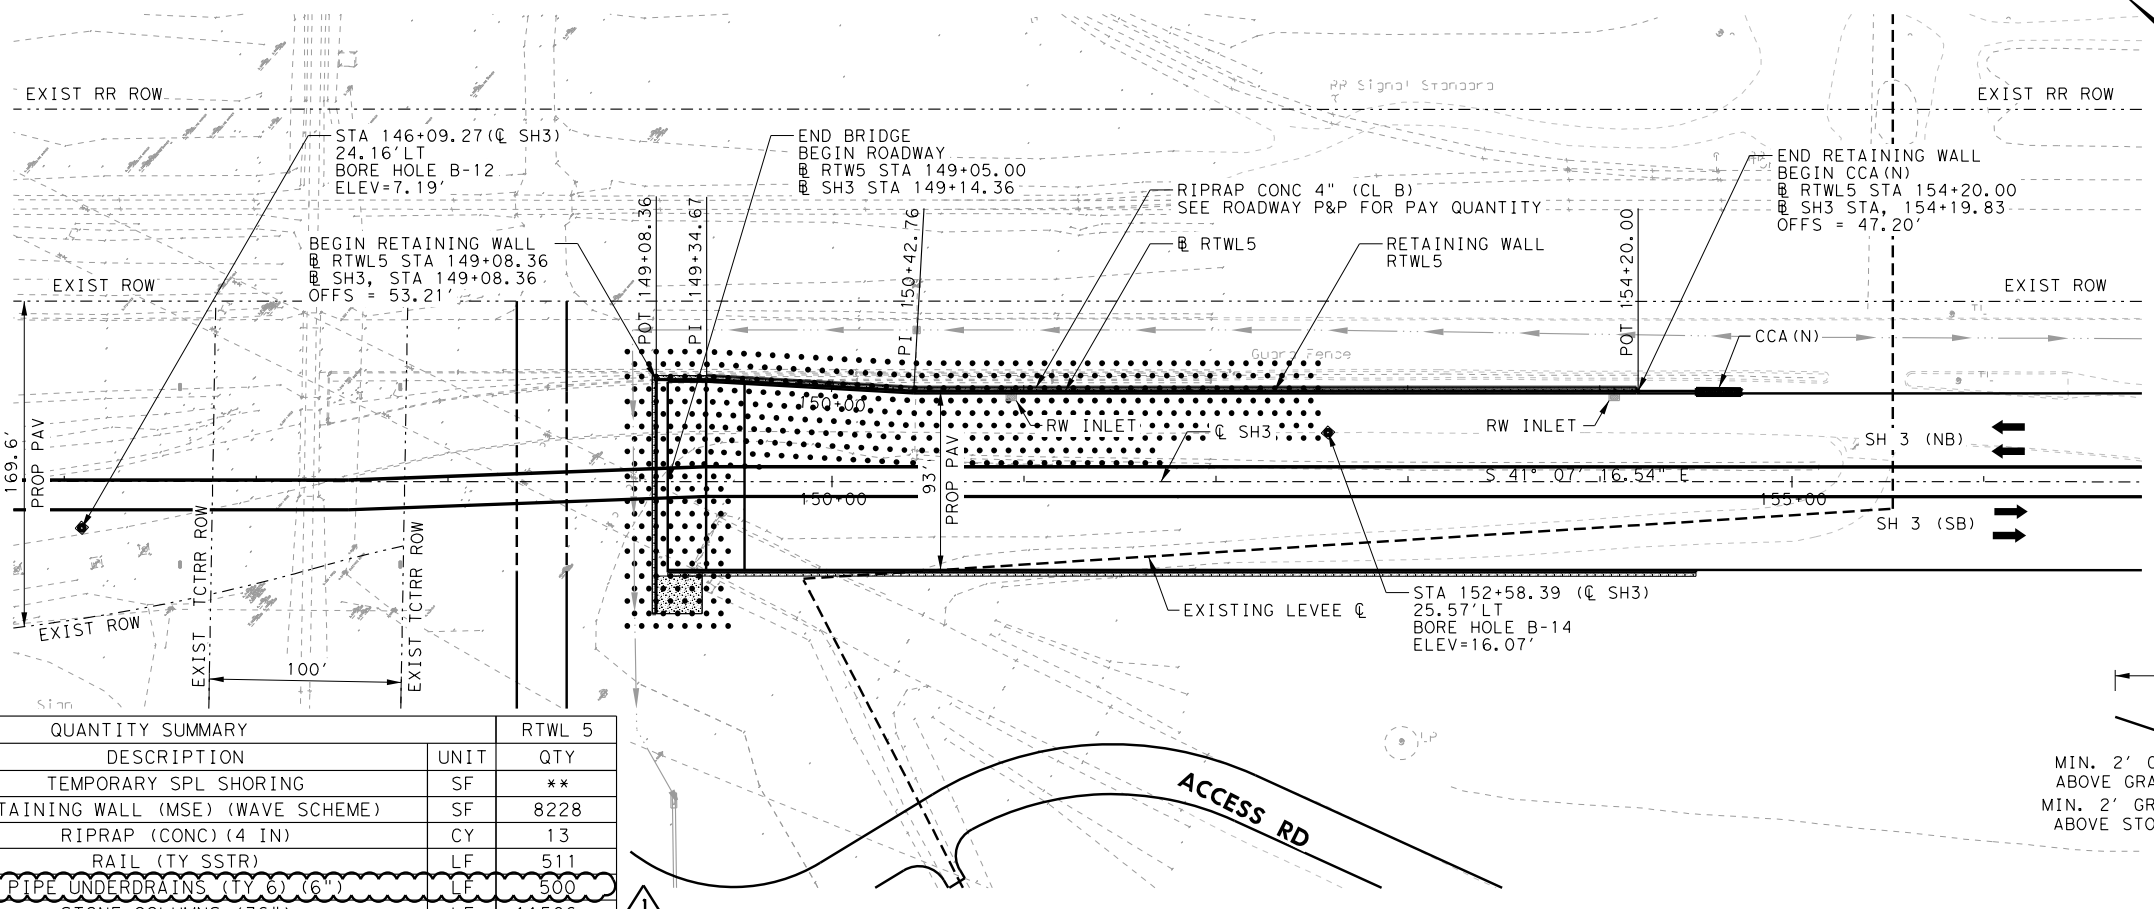 RR Signal Standard
EXIST RR ROW
EXIST RR ROW
STA 146+09.27(℄ SH3)
24.16'LT
BORE HOLE B-12
ELEV=7.19'
END BRIDGE
BEGIN ROADWAY
℔ RTW5 STA 149+05.00
℔ SH3 STA 149+14.36
RIPRAP CONC 4" (CL B)
SEE ROADWAY P&P FOR PAY QUANTITY
END RETAINING WALL
BEGIN CCA(N)
℔ RTWL5 STA 154+20.00
℔ SH3 STA, 154+19.83
OFFS = 47.20'
BEGIN RETAINING WALL
℔ RTWL5 STA 149+08.36
℔ SH3, STA 149+08.36
OFFS = 53.21'
POT 149+08.36
PI 149+34.67
PI 150+42.76
℔ RTWL5
RETAINING WALL
RTWL5
POT 154+20.00
EXIST ROW
EXIST ROW
Guard Fence
CCA(N)
169.6'
PROP PAV
150+00
RW INLET
℄ SH3
RW INLET
SH 3 (NB)
93'
PROP PAV
S 41° 07' 16.54" E
150+00
155+00
SH 3 (SB)
EXIST TCTRR ROW
EXIST TCTRR ROW
EXIST ROW
100'
EXISTING LEVEE ℄
STA 152+58.39 (℄ SH3)
25.57'LT
BORE HOLE B-14
ELEV=16.07'
Sign
LP
ACCESS RD
QUANTITY SUMMARY RTWL 5
DESCRIPTION UNIT QTY
TEMPORARY SPL SHORING SF **
TAINING WALL (MSE) (WAVE SCHEME) SF 8228
RIPRAP (CONC)(4 IN) CY 13
RAIL (TY SSTR) LF 511
PIPE UNDERDRAINS (TY 6) (6") LF 500
1
MIN. 2'
ABOVE GRA
MIN. 2' GR
ABOVE STO